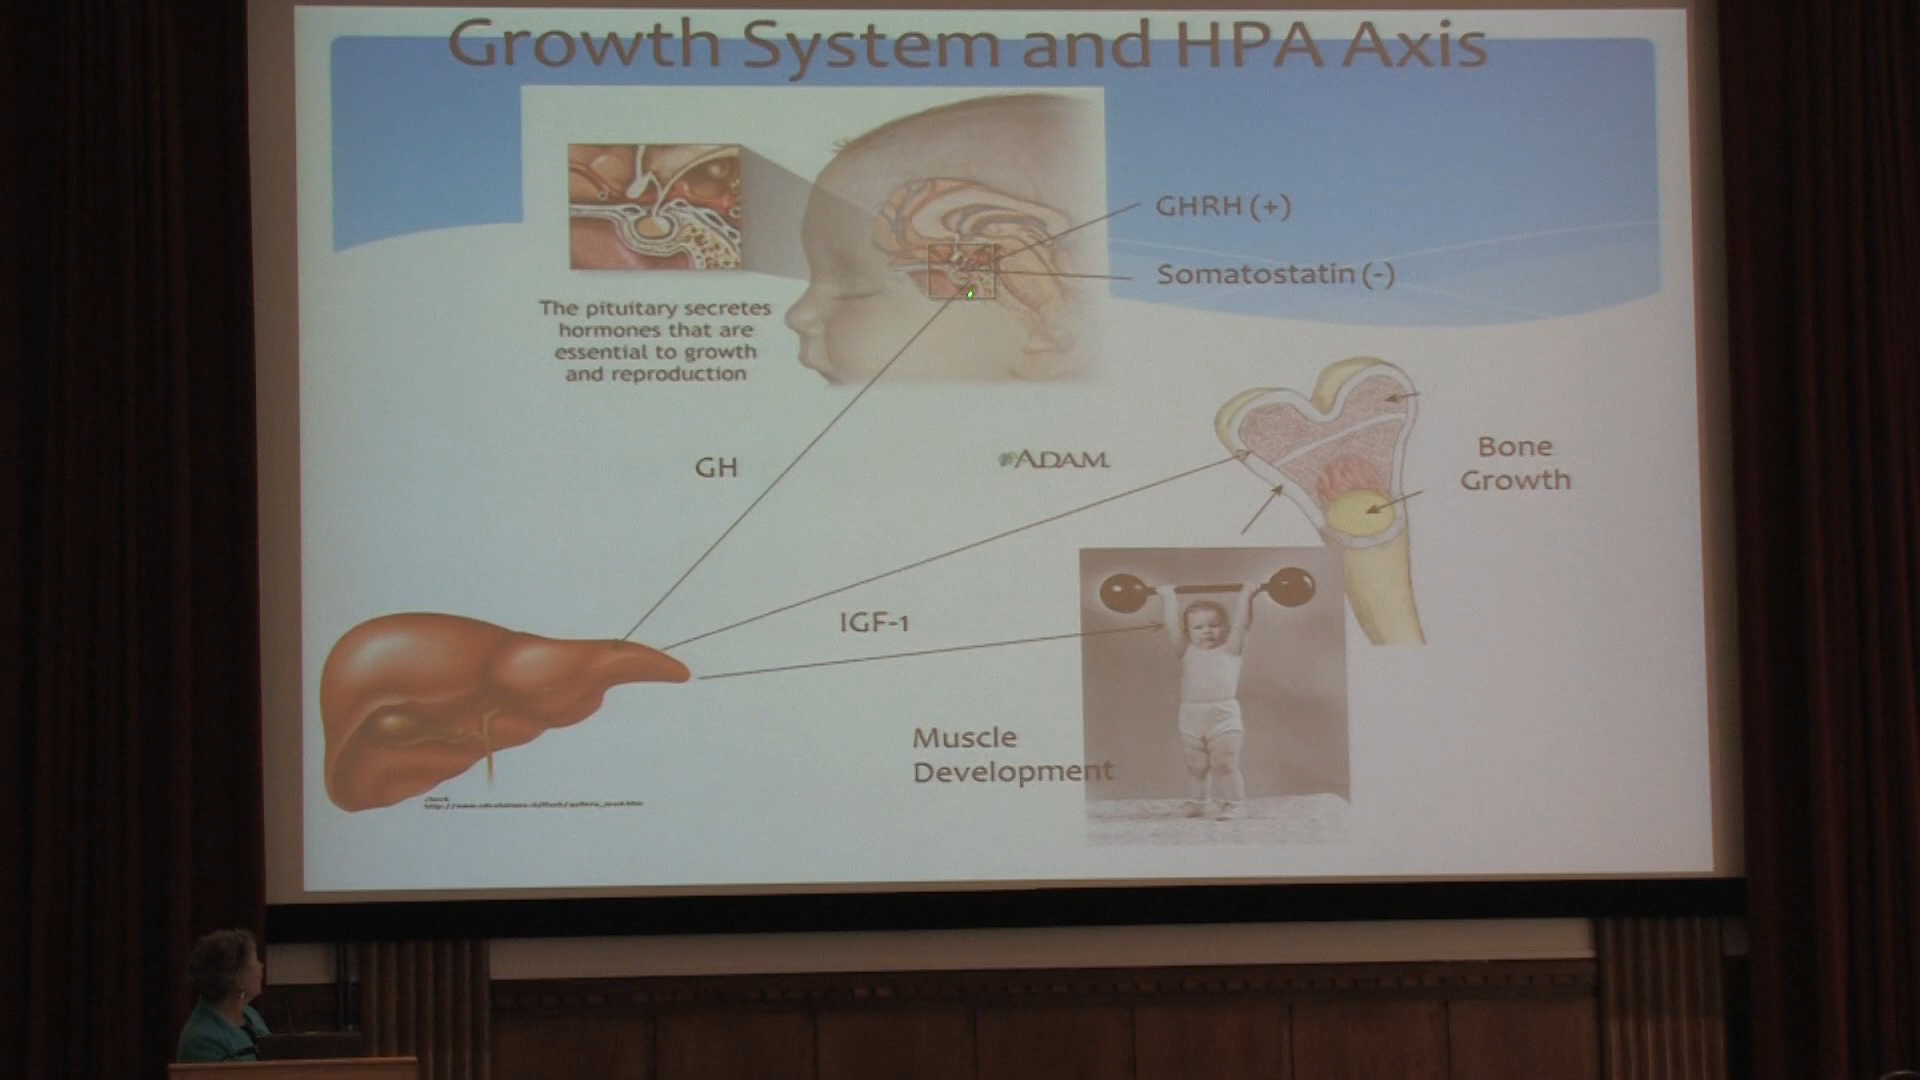 Growth System and HPA Axis
GHRH (+)
Somatostatin (-)
The pituitary secretes
hormones that are
essential to growth
and reproduction
GH
ADAM
Bone
Growth
IGF-1
Muscle
Development